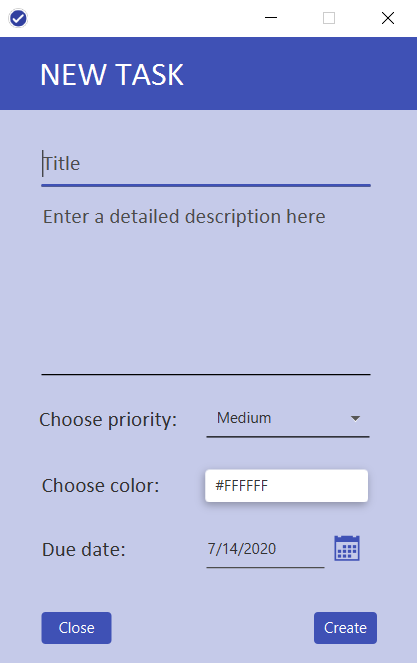 NEW TASK
Title
Enter a detailed description here
Choose priority: Medium
Choose color: #FFFFFF
Due date: 7/14/2020
Close Create